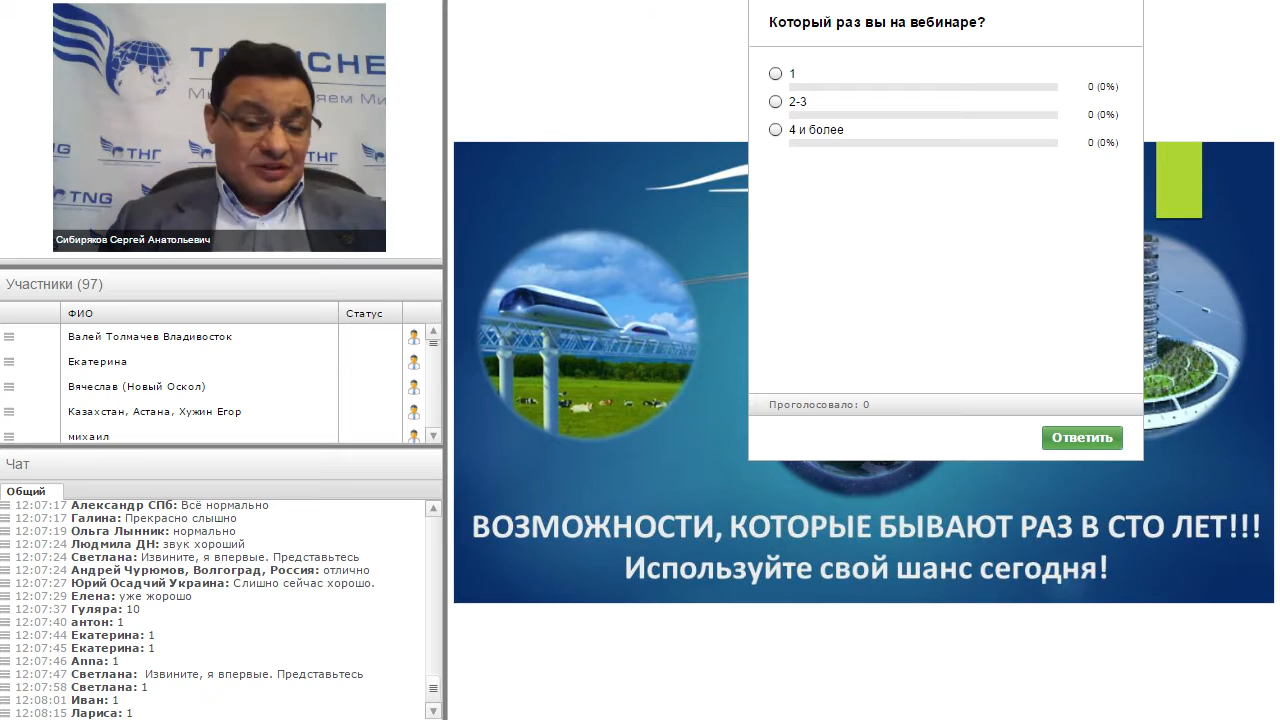 Сибиряков Сергей Анатольевич
ТНГ
TNG
Участники (97)
ФИО
Статус
Валей Толмачев Владивосток
Екатерина
Вячеслав (Новый Оскол)
Казахстан, Астана, Хужин Егор
михаил
Чат
Общий
12:07:17 Александр СПб: Всё нормально
12:07:17 Галина: Прекрасно слышно
12:07:19 Ольга Лынник: нормально
12:07:24 Людмила ДН: звук хороший
12:07:24 Светлана: Извините, я впервые. Представьтесь
12:07:24 Андрей Чурюмов, Волгоград, Россия: отлично
12:07:27 Юрий Осадчий Украина: Слишно сейчас хорошо.
12:07:29 Елена: уже жорошо
12:07:37 Гуляра: 10
12:07:40 антон: 1
12:07:44 Екатерина: 1
12:07:45 Екатерина: 1
12:07:46 Anna: 1
12:07:47 Светлана: Извините, я впервые. Представьтесь
12:07:58 Светлана: 1
12:08:01 Иван: 1
12:08:15 Лариса: 1
Который раз вы на вебинаре?
1
0 (0%)
2-3
0 (0%)
4 и более
0 (0%)
Проголосовало: 0
Ответить
ВОЗМОЖНОСТИ, КОТОРЫЕ БЫВАЮТ РАЗ В СТО ЛЕТ!!!
Используйте свой шанс сегодня!